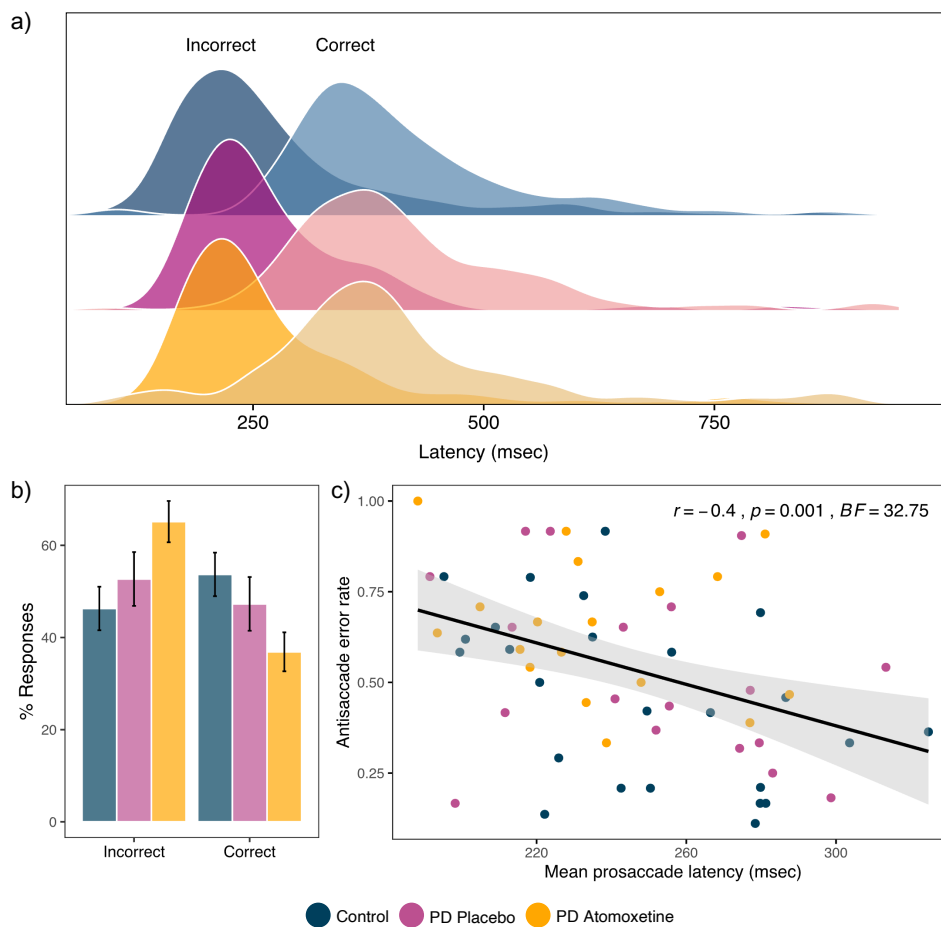 a)
Incorrect Correct
250 500 750
Latency (msec)
b)
% Responses
60
40
20
0
Incorrect Correct
c)
Antisaccade error rate
1.00
0.75
0.50
0.25
r = − 0.4 , p = 0.001 , BF = 32.75
220 260 300
Mean prosaccade latency (msec)
Control PD Placebo PD Atomoxetine